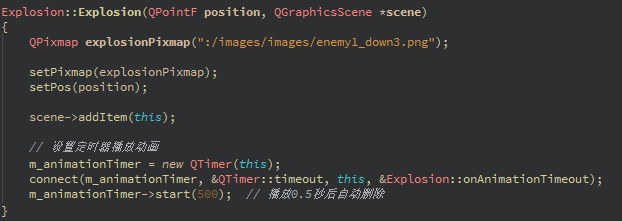 Explosion::Explosion(QPointF position, QGraphicsScene *scene)
{
    QPixmap explosionPixmap(":/images/images/enemy1_down3.png");
    setPixmap(explosionPixmap);
    setPos(position);
    scene->addItem(this);
    // 设置定时器播放动画
    m_animationTimer = new QTimer(this);
    connect(m_animationTimer, &QTimer::timeout, this, &Explosion::onAnimationTimeout);
    m_animationTimer->start(500);  // 播放0.5秒后自动删除
}